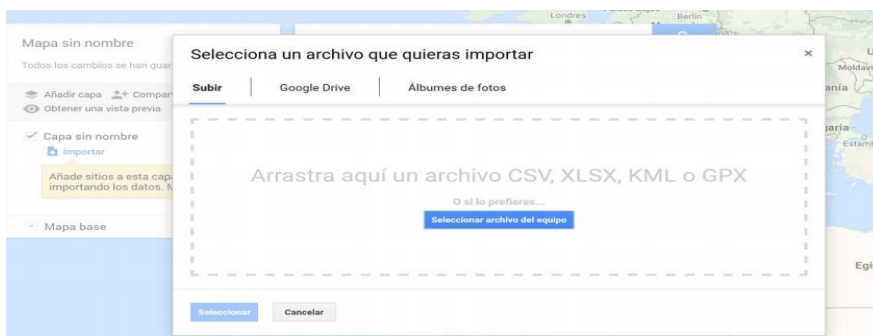 Londres
Berlín
Mapa sin nombre
Todos los cambios se han guar
Añadir capa Compar
Obtener una vista previa
Capa sin nombre
Importar
Añade sitios a esta cap
importando los datos. M
Mapa base
Selecciona un archivo que quieras importar
×
Subir
Google Drive
Álbumes de fotos
Arrastra aquí un archivo CSV, XLSX, KML o GPX
O si lo prefieres...
Seleccionar archivo del equipo
Seleccionar
Cancelar
Moldavi
anía
aria
Estamb
Egi